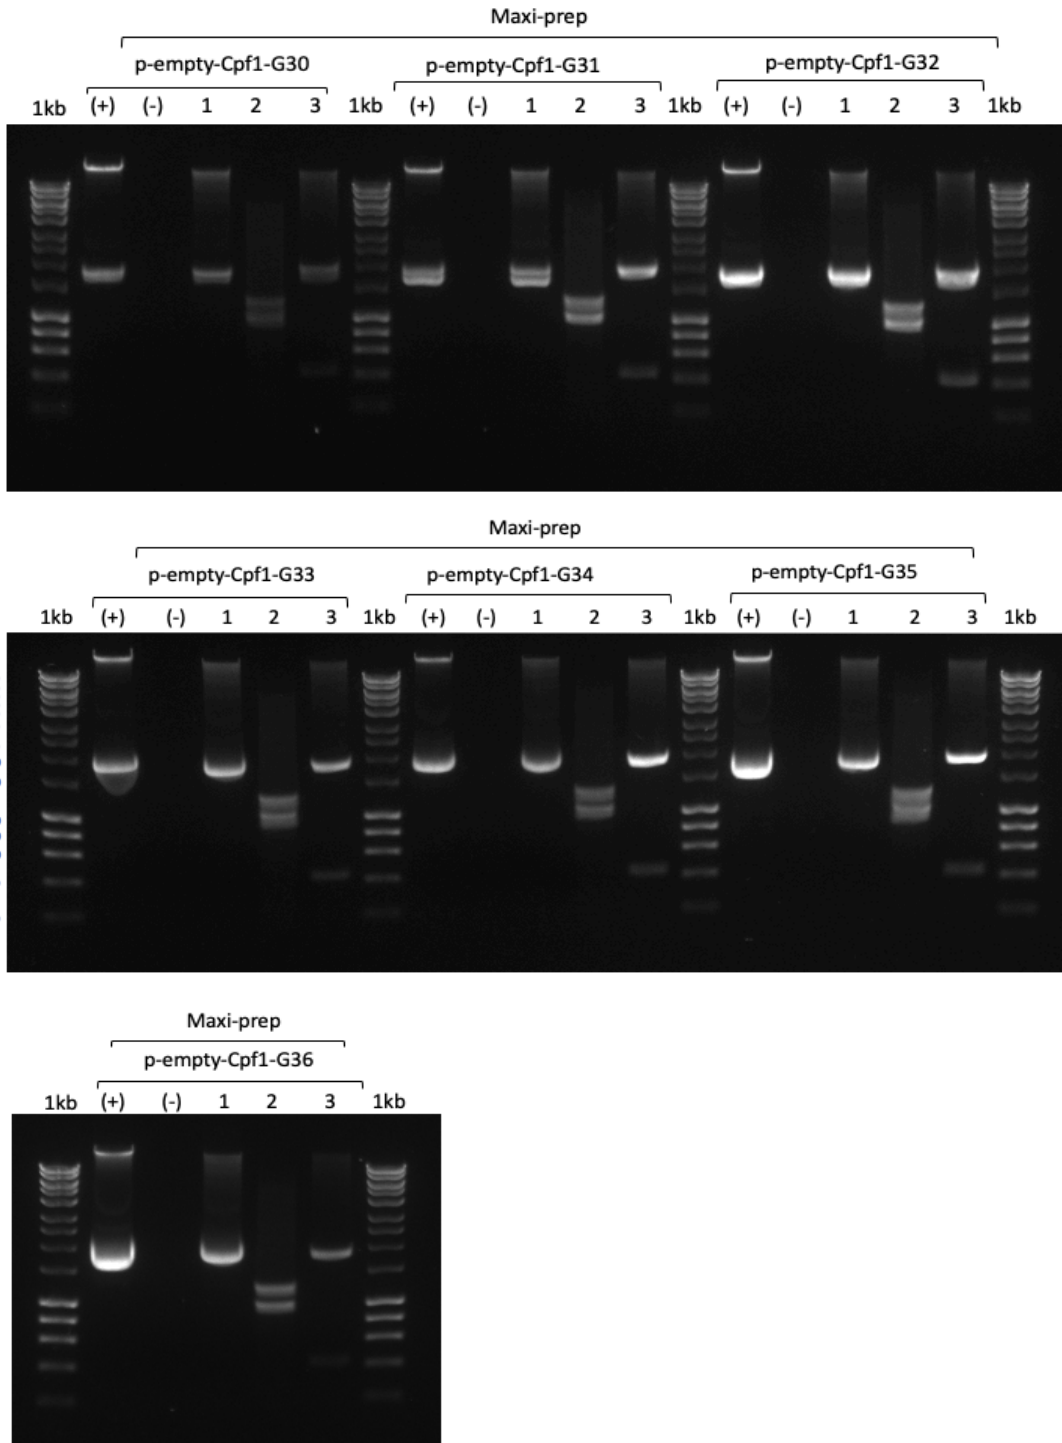 Maxi-prep
p-empty-Cpf1-G30 p-empty-Cpf1-G31 p-empty-Cpf1-G32
1kb (+) (-) 1 2 3 1kb (+) (-) 1 2 3 1kb (+) (-) 1 2 3 1kb
Maxi-prep
p-empty-Cpf1-G33 p-empty-Cpf1-G34 p-empty-Cpf1-G35
1kb (+) (-) 1 2 3 1kb (+) (-) 1 2 3 1kb (+) (-) 1 2 3 1kb
Maxi-prep
p-empty-Cpf1-G36
1kb (+) (-) 1 2 3 1kb